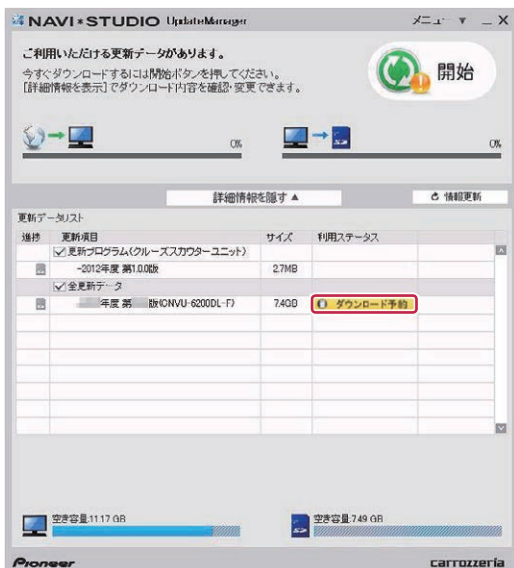 NAVI*STUDIO UpdateManager メニュー ▼ _ X
ご利用いただける更新データがあります。
今すぐダウンロードするには開始ボタンを押してください。
[詳細情報を表示]でダウンロード内容を確認・変更できます。
開始
0% 0%
詳細情報を隠す▲ 情報更新
更新データリスト
進捗 更新項目 サイズ 利用ステータス
更新プログラム(クルーズスカウターユニット)
-2012年度 第1.0.0版 2.7MB
全更新データ
年度 第 版(CNVU-6200DL-F) 7.4GB ダウンロード予約
空き容量:11.17 GB 空き容量:7.49 GB
Pioneer carrozzeria